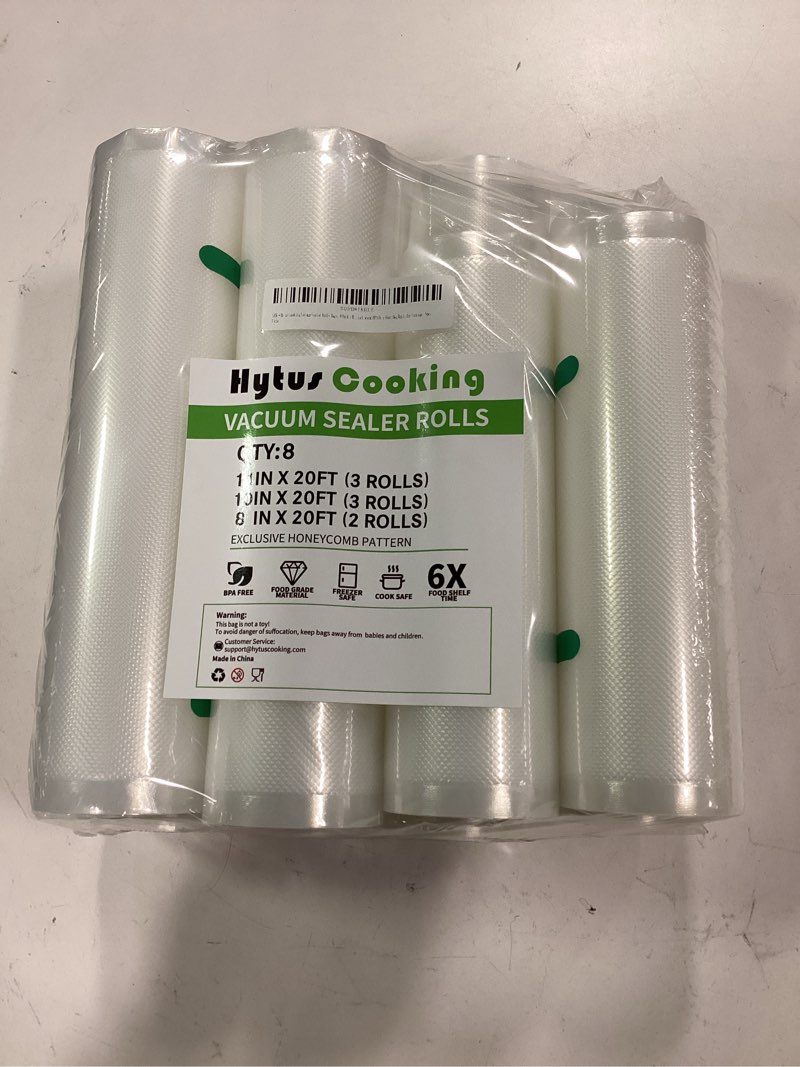 Hytus Cooking
VACUUM SEALER ROLLS
QTY:8
11IN X 20FT (3 ROLLS)
10IN X 20FT (3 ROLLS)
8 IN X 20FT (2 ROLLS)
EXCLUSIVE HONEYCOMB PATTERN
BPA FREE
FOOD GRADE
MATERIAL
FREEZER
SAFE
COOK SAFE
6X
FOOD SHELF
TIME
Warning:
This bag is not a toy!
To avoid danger of suffocation, keep bags away from babies and children.
Customer Service:
support@hytuscooking.com
Made in China